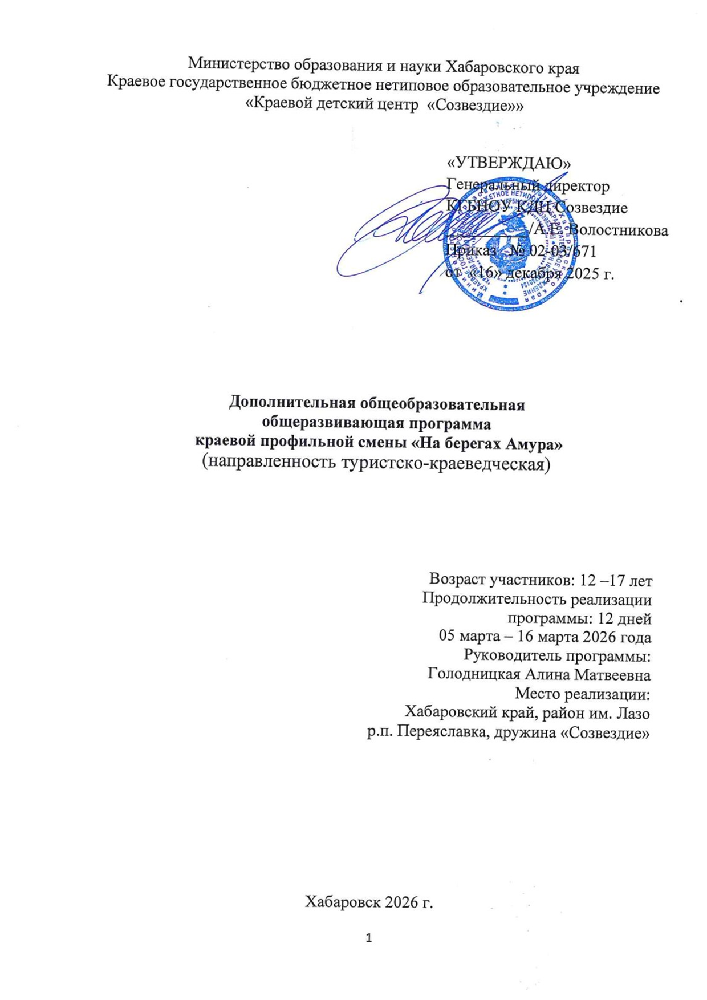 Министерство образования и науки Хабаровского края
Краевое государственное бюджетное нетиповое образовательное учреждение
«Краевой детский центр «Созвездие»»
«УТВЕРЖДАЮ»
Генеральный директор
КГБНОУ КДЦ Созвездие
/А.Е. Волостникова
Приказ № 02-03/671
от «16» декабря 2025 г.
Дополнительная общеобразовательная
общеразвивающая программа
краевой профильной смены «На берегах Амура»
(направленность туристско-краеведческая)
Возраст участников: 12 –17 лет
Продолжительность реализации
программы: 12 дней
05 марта – 16 марта 2026 года
Руководитель программы:
Голодницкая Алина Матвеевна
Место реализации:
Хабаровский край, район им. Лазо
р.п. Переяславка, дружина «Созвездие»
Хабаровск 2026 г.
1